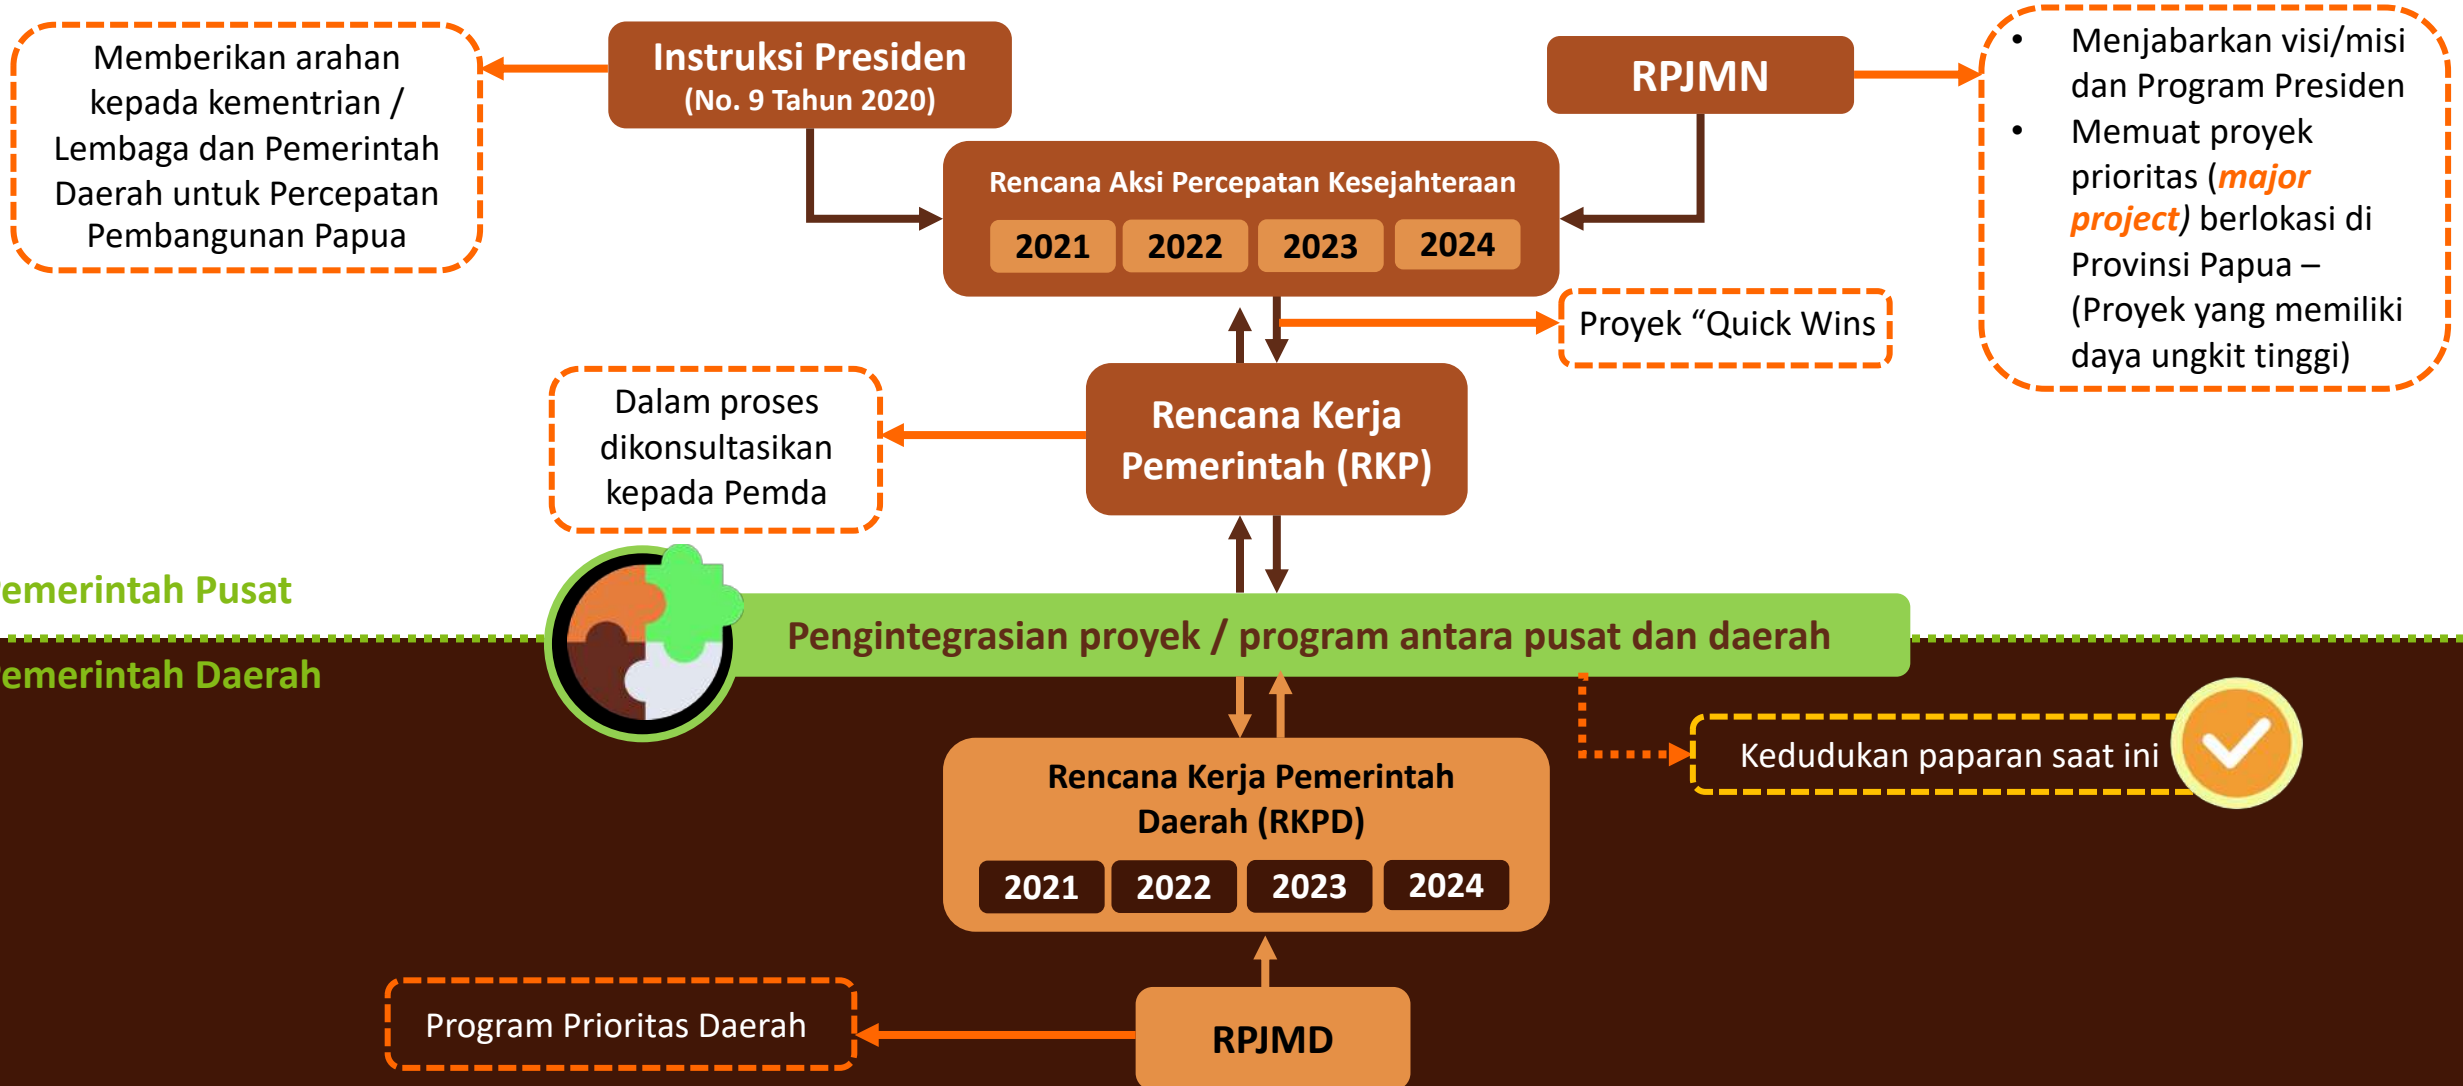 Memberikan arahan
kepada kementrian /
Lembaga dan Pemerintah
Daerah untuk Percepatan
Pembangunan Papua
Instruksi Presiden
(No. 9 Tahun 2020)
RPJMN
• Menjabarkan visi/misi
dan Program Presiden
• Memuat proyek
prioritas (major
project) berlokasi di
Provinsi Papua –
(Proyek yang memiliki
daya ungkit tinggi)
Rencana Aksi Percepatan Kesejahteraan
2021 2022 2023 2024
Proyek “Quick Wins
Dalam proses
dikonsultasikan
kepada Pemda
Rencana Kerja
Pemerintah (RKP)
emerintah Pusat
Pengintegrasian proyek / program antara pusat dan daerah
emerintah Daerah
Kedudukan paparan saat ini
Rencana Kerja Pemerintah
Daerah (RKPD)
2021 2022 2023 2024
Program Prioritas Daerah
RPJMD